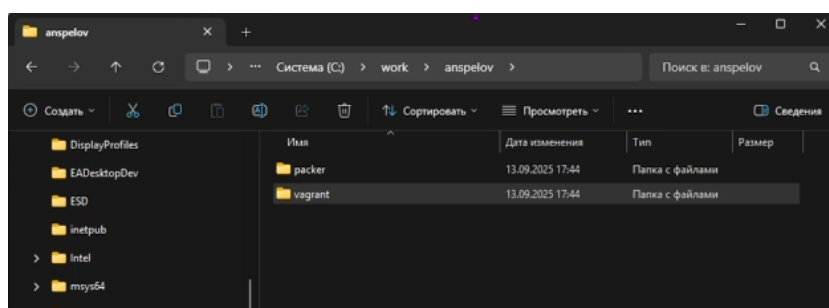 anspelov
Система (C:) > work > anspelov >
Поиск в: anspelov
Создать
Сортировать
Просмотреть
Сведения
DisplayProfiles
EADesktopDev
ESD
inetpub
Intel
msys64
Имя Дата изменения Тип Размер
packer 13.09.2025 17:44 Папка с файлами
vagrant 13.09.2025 17:44 Папка с файлами